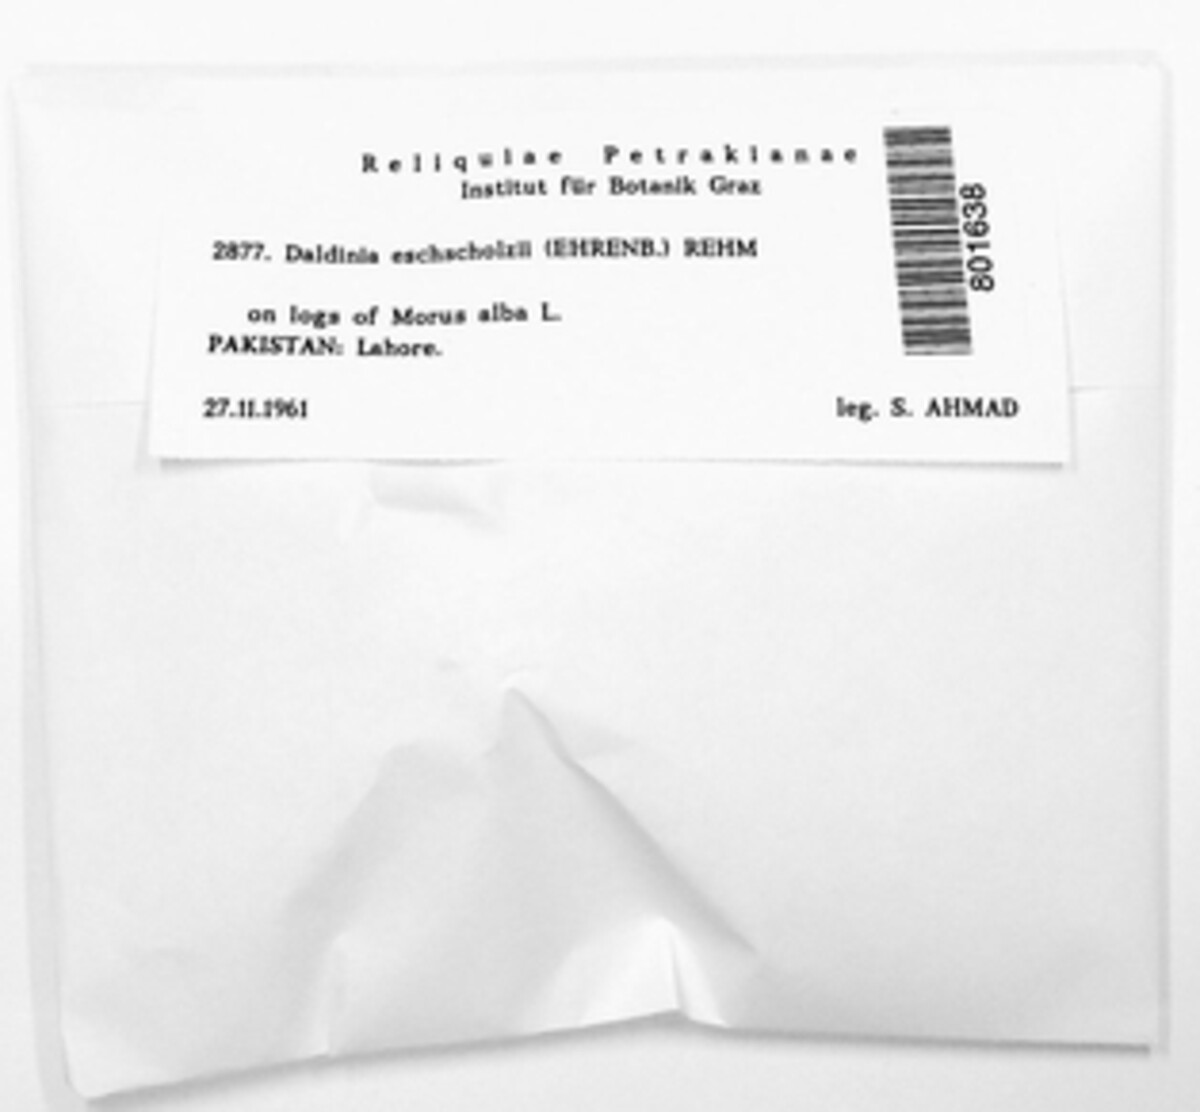 Reliquiae Petrakianae
Institut für Botanik Graz
801638
2877. Daldinia eschscholzii (EHRENB.) REHM
on logs of Morus alba L.
PAKISTAN: Lahore.
27.11.1961
leg. S. AHMAD